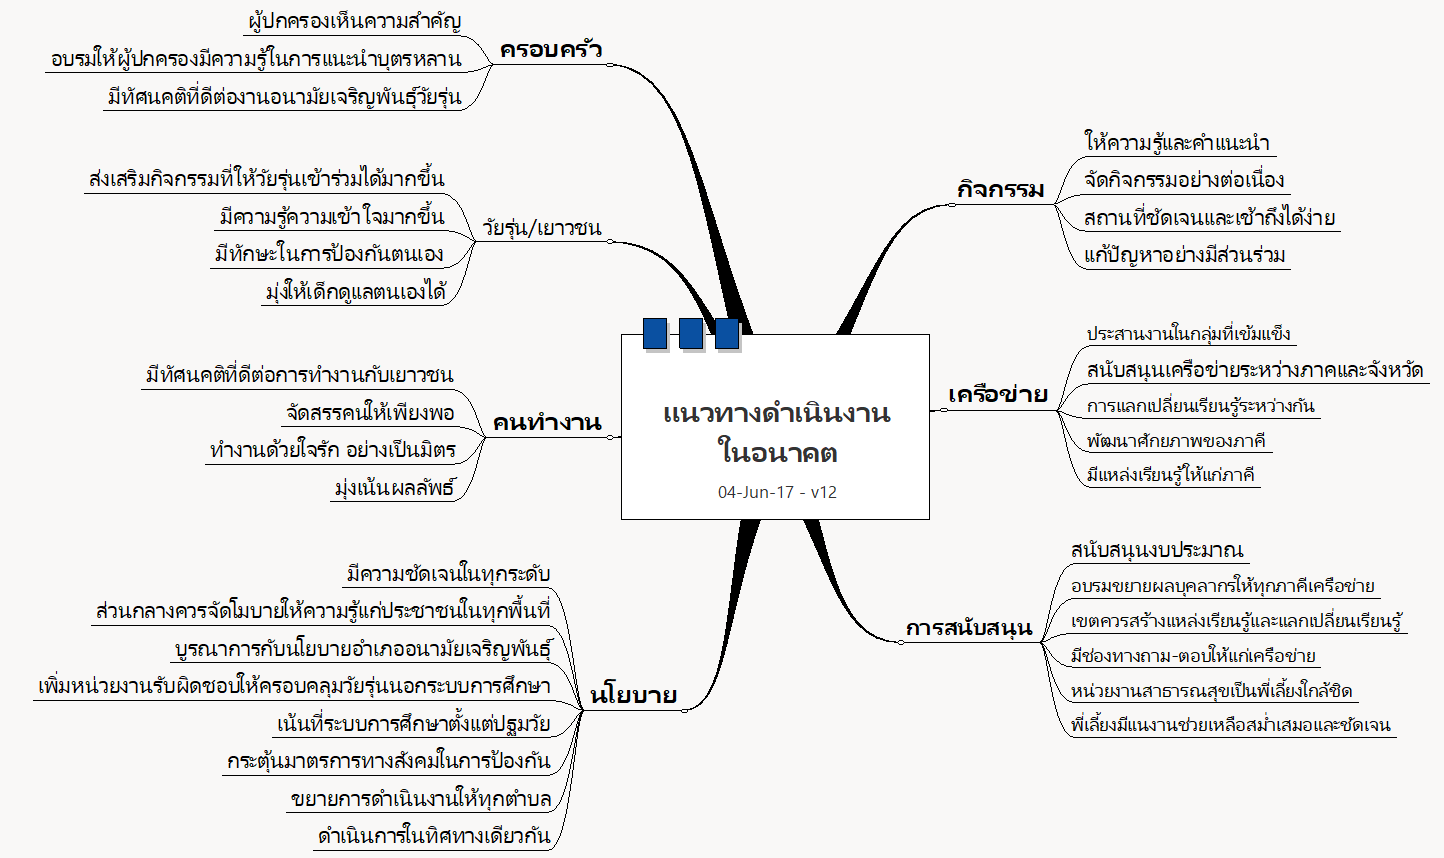 ผู้ปกครองเห็นความสำคัญ
อบรมให้ผู้ปกครองมีความรู้ในการแนะนำบุตรหลาน
มีทัศนคติที่ดีต่องานอนามัยเจริญพันธุ์วัยรุ่น
ครอบครัว
ส่งเสริมกิจกรรมที่ให้วัยรุ่นเข้าร่วมได้มากขึ้น
มีความรู้ความเข้าใจมากขึ้น
มีทักษะในการป้องกันตนเอง
มุ่งให้เด็กดูแลตนเองได้
วัยรุ่น/เยาวชน
มีทัศนคติที่ดีต่อการทำงานกับเยาวชน
จัดสรรคนให้เพียงพอ
ทำงานด้วยใจรัก อย่างเป็นมิตร
มุ่งเน้นผลลัพธ์
คนทำงาน
มีความชัดเจนในทุกระดับ
ส่วนกลางควรจัดโมบายให้ความรู้แก่ประชาชนในทุกพื้นที่
บูรณาการกับนโยบายอำเภออนามัยเจริญพันธุ์
เพิ่มหน่วยงานรับผิดชอบให้ครอบคลุมวัยรุ่นนอกระบบการศึกษา
เน้นที่ระบบการศึกษาตั้งแต่ปฐมวัย
กระตุ้นมาตรการทางสังคมในการป้องกัน
ขยายการดำเนินงานให้ทุกตำบล
ดำเนินการในทิศทางเดียวกัน
นโยบาย
แนวทางดำเนินงาน
ในอนาคต
04-Jun-17 - v12
กิจกรรม
ให้ความรู้และคำแนะนำ
จัดกิจกรรมอย่างต่อเนื่อง
สถานที่ชัดเจนและเข้าถึงได้ง่าย
แก้ปัญหาอย่างมีส่วนร่วม
เครือข่าย
ประสานงานในกลุ่มที่เข้มแข็ง
สนับสนุนเครือข่ายระหว่างภาคและจังหวัด
การแลกเปลี่ยนเรียนรู้ระหว่างกัน
พัฒนาศักยภาพของภาคี
มีแหล่งเรียนรู้ให้แก่ภาคี
การสนับสนุน
สนับสนุนงบประมาณ
อบรมขยายผลบุคลากรให้ทุกภาคีเครือข่าย
เขตควรสร้างแหล่งเรียนรู้และแลกเปลี่ยนเรียนรู้
มีช่องทางถาม-ตอบให้แก่เครือข่าย
หน่วยงานสาธารณสุขเป็นพี่เลี้ยงใกล้ชิด
พี่เลี้ยงมีแนงานช่วยเหลือสม่ำเสมอและชัดเจน